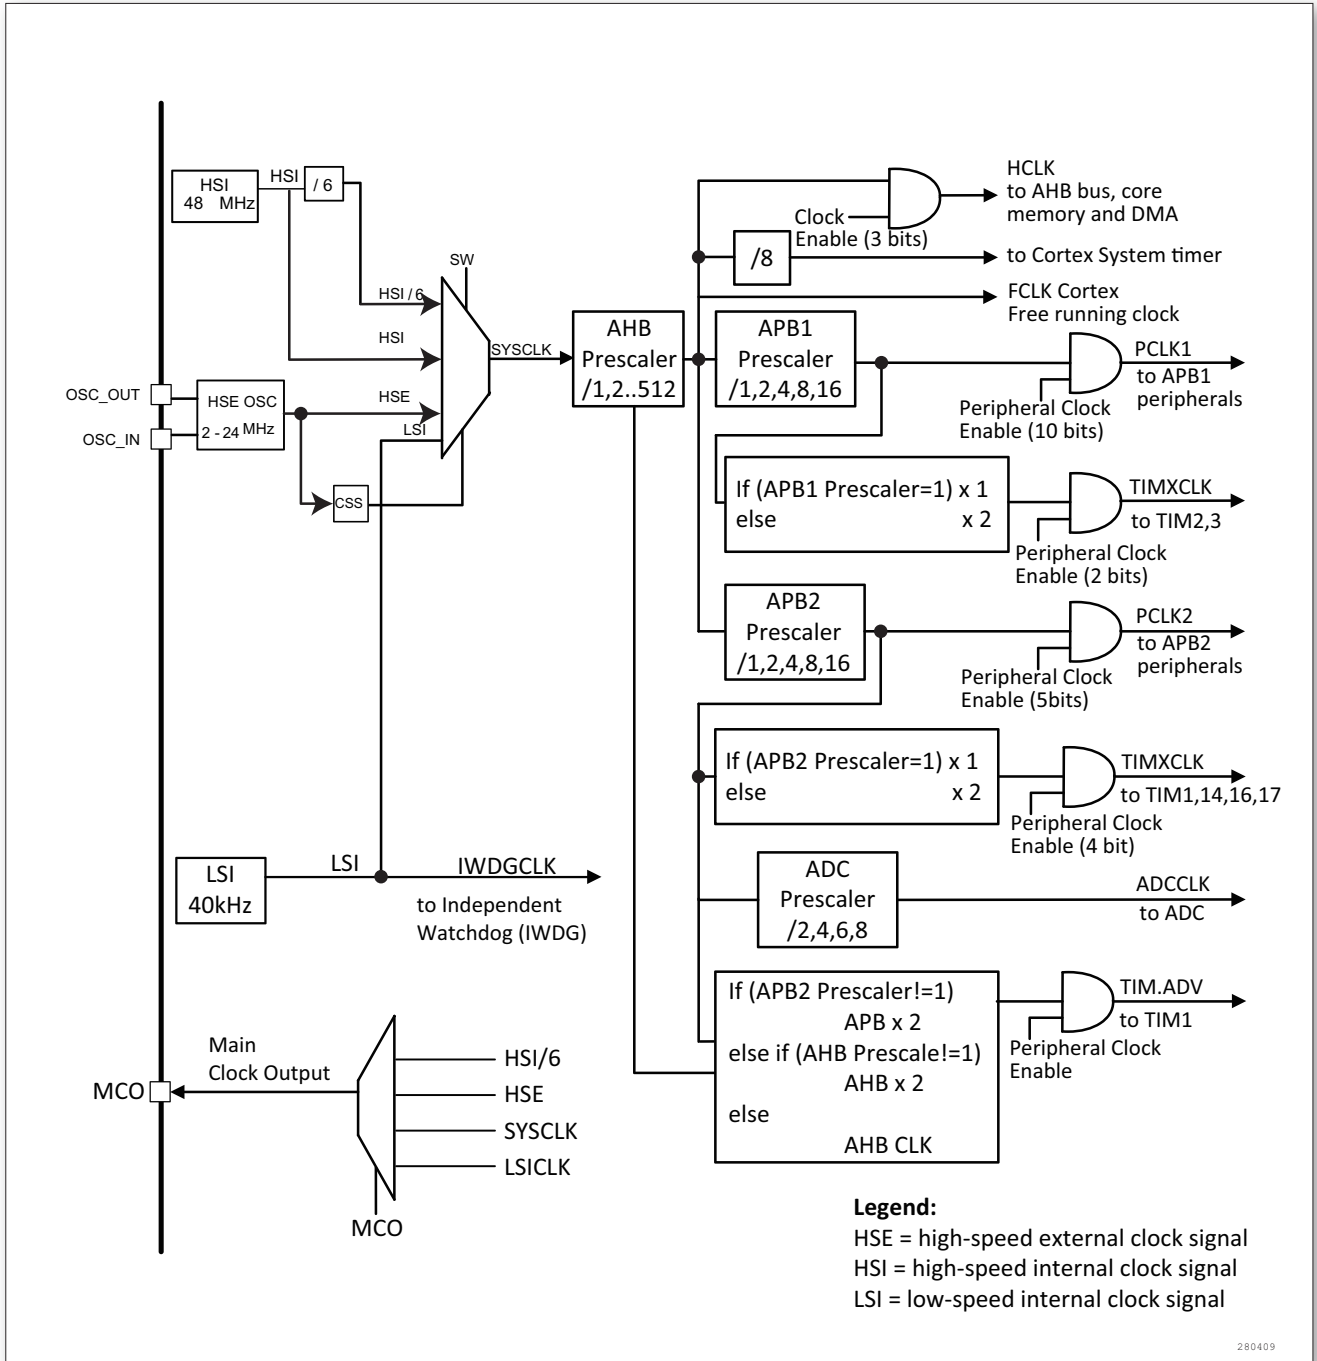 HSI
48 MHz
HSI
/ 6
SW
HSI / 6
HSI
HSE
LSI
SYSCLK
OSC_OUT
OSC_IN
HSE OSC
2 - 24 MHz
CSS
AHB
Prescaler
/1,2..512
Clock
Enable (3 bits)
HCLK
to AHB bus, core
memory and DMA
/8
to Cortex System timer
FCLK Cortex
Free running clock
APB1
Prescaler
/1,2,4,8,16
Peripheral Clock
Enable (10 bits)
PCLK1
to APB1
peripherals
If (APB1 Prescaler=1) x 1
else x 2
Peripheral Clock
Enable (2 bits)
TIMXCLK
to TIM2,3
APB2
Prescaler
/1,2,4,8,16
Peripheral Clock
Enable (5bits)
PCLK2
to APB2
peripherals
If (APB2 Prescaler=1) x 1
else x 2
Peripheral Clock
Enable (4 bit)
TIMXCLK
to TIM1,14,16,17
LSI
40kHz
LSI
IWDGCLK
to Independent
Watchdog (IWDG)
ADC
Prescaler
/2,4,6,8
ADCCLK
to ADC
If (APB2 Prescaler!=1)
APB x 2
else if (AHB Prescale!=1)
AHB x 2
else
AHB CLK
Peripheral Clock
Enable
TIM.ADV
to TIM1
MCO
Main
Clock Output
HSI/6
HSE
SYSCLK
LSICLK
MCO
Legend:
HSE = high-speed external clock signal
HSI = high-speed internal clock signal
LSI = low-speed internal clock signal
280409